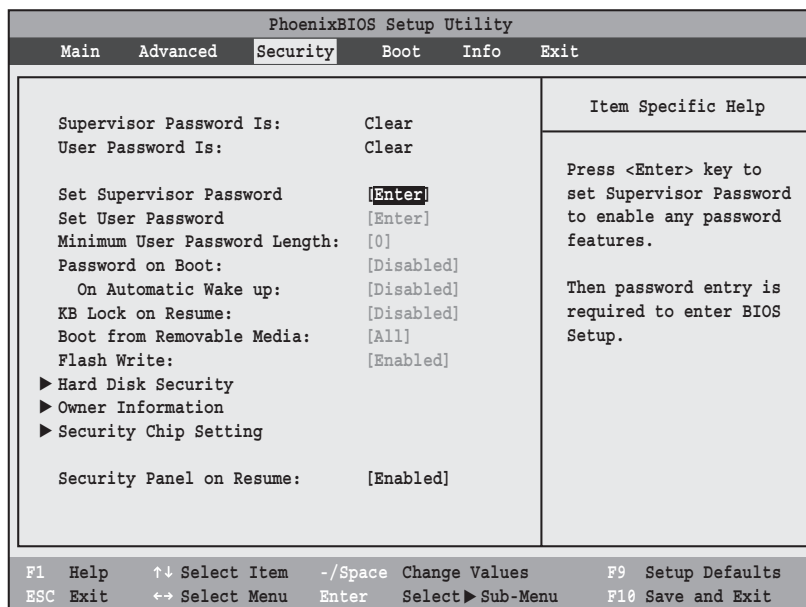 PhoenixBIOS Setup Utility
Main Advanced Security Boot Info Exit
Supervisor Password Is: Clear
User Password Is: Clear
Set Supervisor Password [Enter]
Set User Password [Enter]
Minimum User Password Length: [0]
Password on Boot: [Disabled]
On Automatic Wake up: [Disabled]
KB Lock on Resume: [Disabled]
Boot from Removable Media: [All]
Flash Write: [Enabled]
▶ Hard Disk Security
▶ Owner Information
▶ Security Chip Setting
Security Panel on Resume: [Enabled]
Item Specific Help
Press <Enter> key to
set Supervisor Password
to enable any password
features.
Then password entry is
required to enter BIOS
Setup.
F1 Help ↑↓ Select Item -/Space Change Values F9 Setup Defaults
ESC Exit ←→ Select Menu Enter Select ▶ Sub-Menu F10 Save and Exit